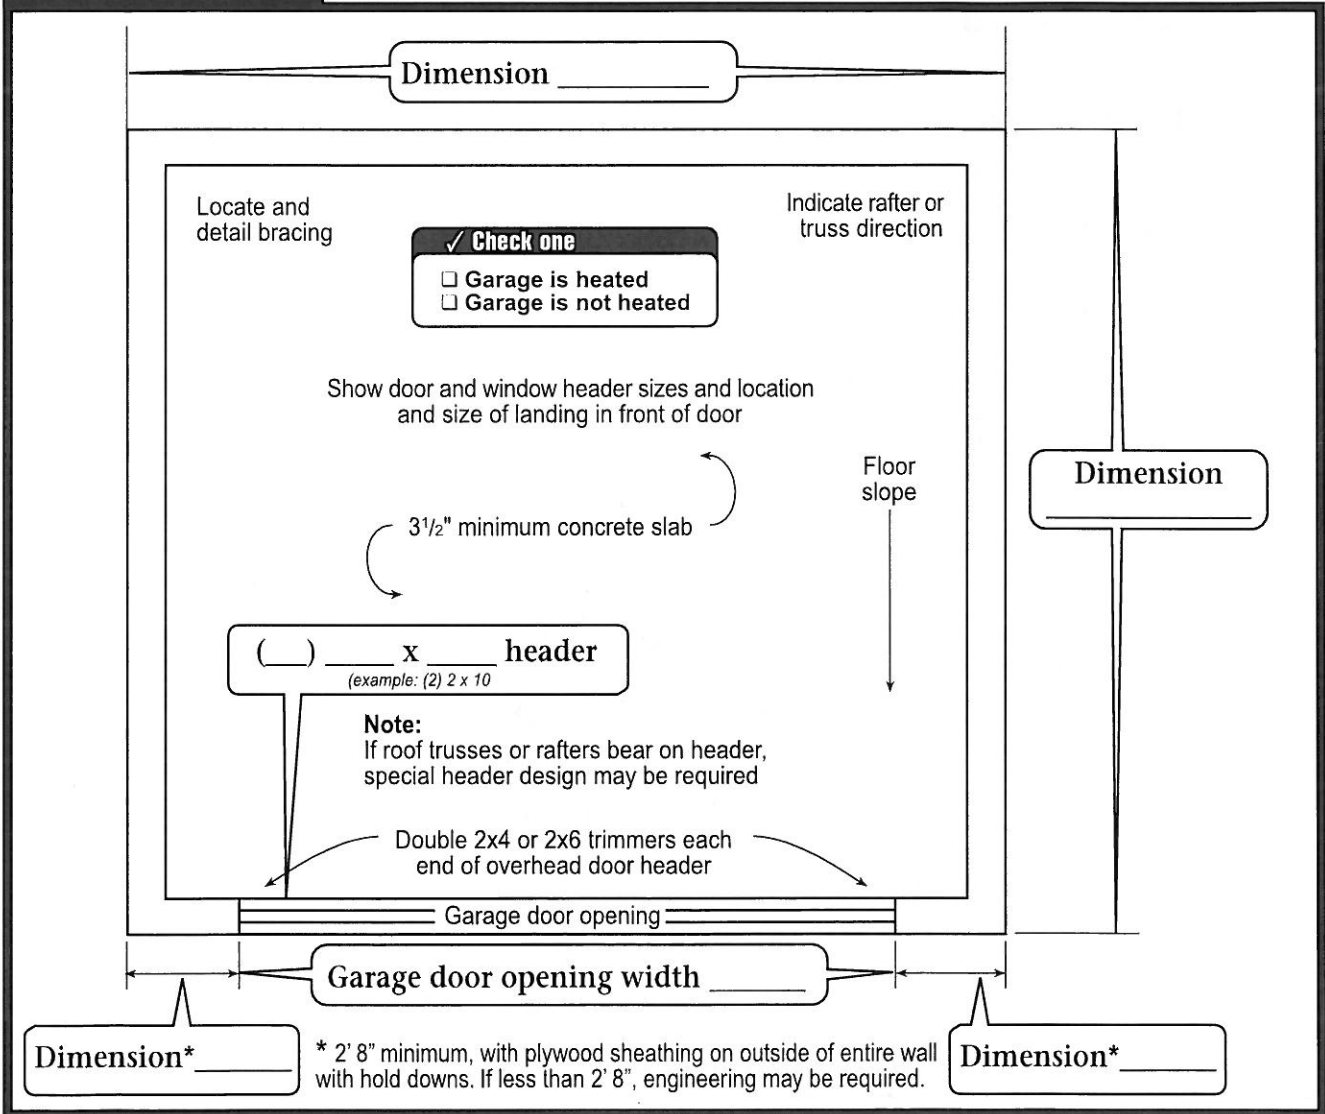 Dimension ________
Locate and
detail bracing
Indicate rafter or
truss direction
✓ Check one
❑ Garage is heated
❑ Garage is not heated
Show door and window header sizes and location
and size of landing in front of door
Floor
slope
Dimension
________
3 1/2" minimum concrete slab
(__) ____ x ____ header
(example: (2) 2 x 10
Note:
If roof trusses or rafters bear on header,
special header design may be required
Double 2x4 or 2x6 trimmers each
end of overhead door header
Garage door opening
Garage door opening width ______
Dimension*______
* 2' 8” minimum, with plywood sheathing on outside of entire wall
with hold downs. If less than 2' 8”, engineering may be required.
Dimension*______